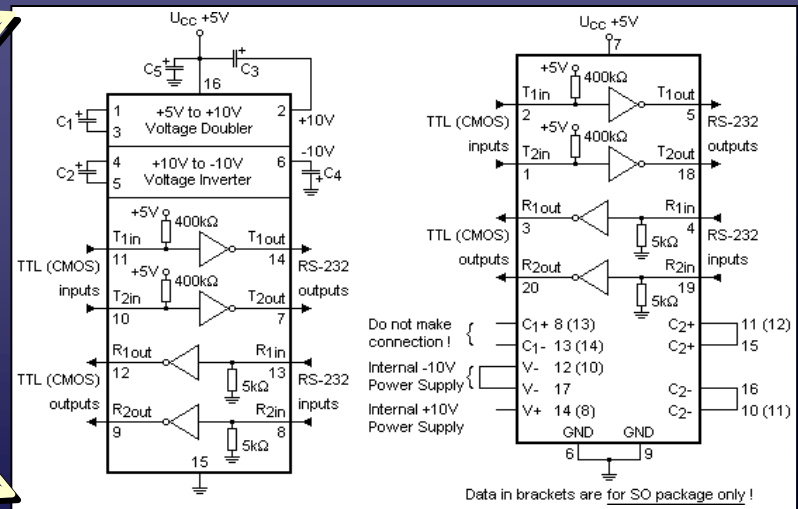 UCC +5V
C5
C3
16
C1
1
3
+5V to +10V
Voltage Doubler
2
+10V
C2
4
5
+10V to -10V
Voltage Inverter
6
-10V
C4
+5V
400kΩ
T1in
T1out
11
14
TTL (CMOS)
inputs
RS-232
outputs
+5V
400kΩ
T2in
T2out
10
7
R1out
R1in
12
13
TTL (CMOS)
outputs
5kΩ
RS-232
inputs
R2out
R2in
9
8
5kΩ
15
UCC +5V
7
+5V
400kΩ
T1in
T1out
2
5
TTL (CMOS)
inputs
RS-232
outputs
+5V
400kΩ
T2in
T2out
1
18
R1out
R1in
3
4
TTL (CMOS)
outputs
5kΩ
RS-232
inputs
R2out
R2in
20
19
5kΩ
Do not make
connection !
C1+ 8 (13)
C1- 13 (14)
C2+ 11 (12)
C2+ 15
Internal -10V
Power Supply
V- 12 (10)
V- 17
C2- 16
C2- 10 (11)
Internal +10V
Power Supply
V+ 14 (8)
GND GND
6 9
Data in brackets are for SO package only !